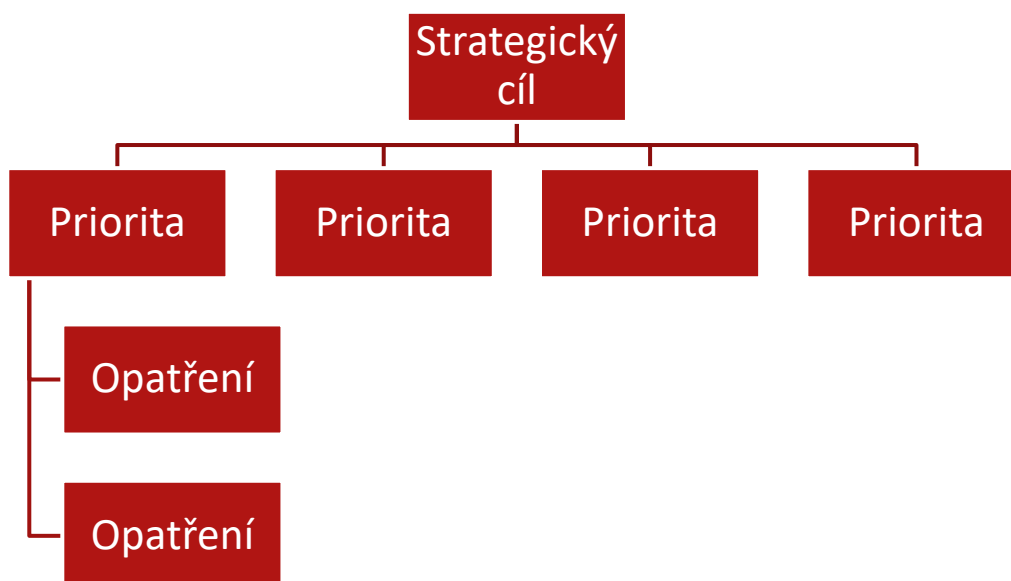 Strategický
cíl
Priorita
Priorita
Priorita
Priorita
Opatření
Opatření